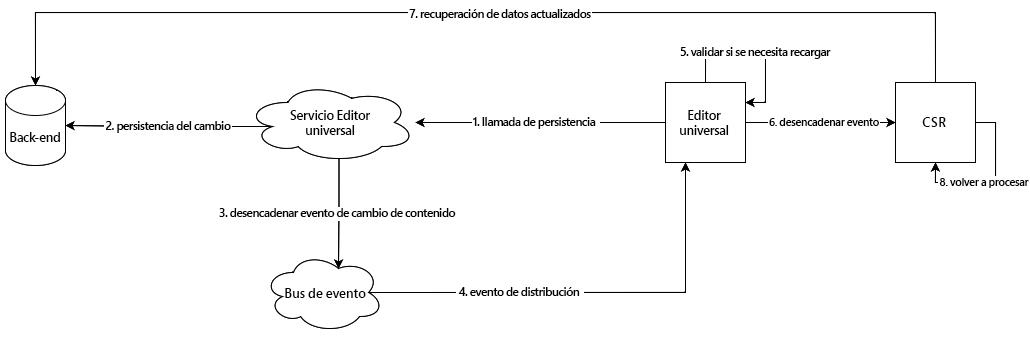 7. recuperación de datos actualizados
5. validar si se necesita recargar
Back-end
2. persistencia del cambio
Servicio Editor
universal
1. llamada de persistencia
Editor
universal
6. desencadenar evento
CSR
8. volver a procesar
3. desencadenar evento de cambio de contenido
Bus de evento
4. evento de distribución